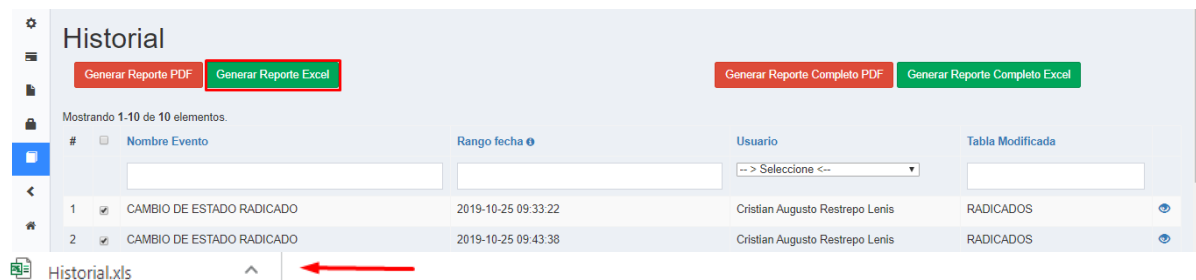 Historial
Generar Reporte PDF Generar Reporte Excel Generar Reporte Completo PDF Generar Reporte Completo Excel
Mostrando 1-10 de 10 elementos.
# Nombre Evento Rango fecha Usuario Tabla Modificada
-- > Seleccione <--
1 CAMBIO DE ESTADO RADICADO 2019-10-25 09:33:22 Cristian Augusto Restrepo Lenis RADICADOS
2 CAMBIO DE ESTADO RADICADO 2019-10-25 09:43:38 Cristian Augusto Restrepo Lenis RADICADOS
Historial.xls